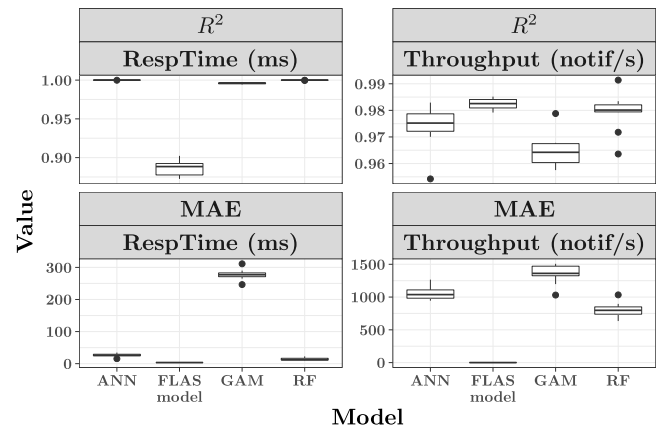 R² R²
RespTime (ms) Throughput (notif/s)
1.00 0.99
0.95 0.98
0.90 0.97
0.96
MAE MAE
RespTime (ms) Throughput (notif/s)
300 1500
200 1000
100 500
0 0
ANN FLAS model GAM RF ANN FLAS model GAM RF
Value
Model